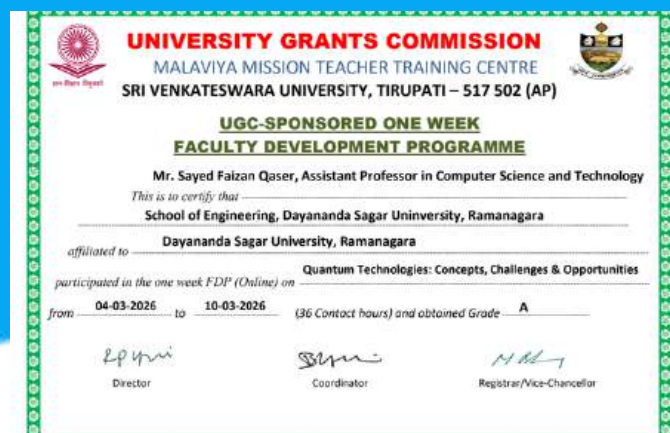 UNIVERSITY GRANTS COMMISSION
MALAVIYA MISSION TEACHER TRAINING CENTRE
SRI VENKATESWARA UNIVERSITY, TIRUPATI – 517 502 (AP)
UGC-SPONSORED ONE WEEK
FACULTY DEVELOPMENT PROGRAMME
Mr. Sayed Faizan Qaser, Assistant Professor in Computer Science and Technology
This is to certify that
School of Engineering, Dayananda Sagar Uninversity, Ramanagara
affiliated to Dayananda Sagar University, Ramanagara
participated in the one week FDP (Online) on Quantum Technologies: Concepts, Challenges & Opportunities
from 04-03-2026 to 10-03-2026 (36 Contact hours) and obtained Grade A
Director Coordinator Registrar/Vice-Chancellor